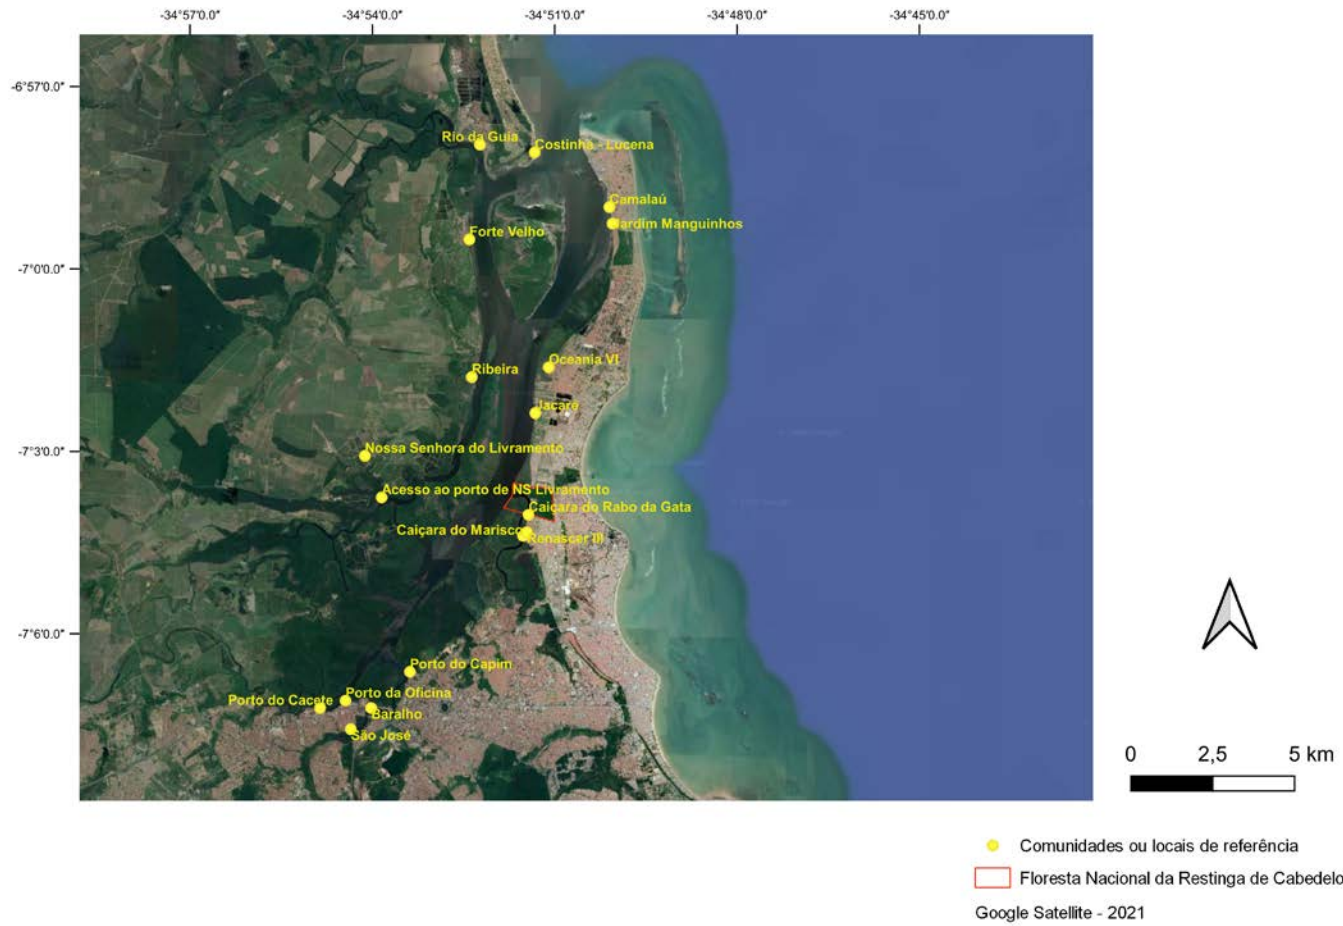 -34°57'0.0" -34°54'0.0" -34°51'0.0" -34°48'0.0" -34°45'0.0"
-6°57'0.0"
Rio da Guia
Costinha - Lucena
Camalaú
Jardim Manguinhos
Forte Velho
-7°0'0.0"
Oceania VI
Ribeira
Jacaré
Nossa Senhora do Livramento
-7°3'0.0"
Acesso ao porto de NS Livramento
Caiçara do Rabo da Gata
Caiçara do Marisco
Renascer III
-7°6'0.0"
Porto do Capim
Porto da Oficina
Porto do Cacete
Baralho
São José
0 2,5 5 km
Comunidades ou locais de referência
Floresta Nacional da Restinga de Cabedelo
Google Satellite - 2021